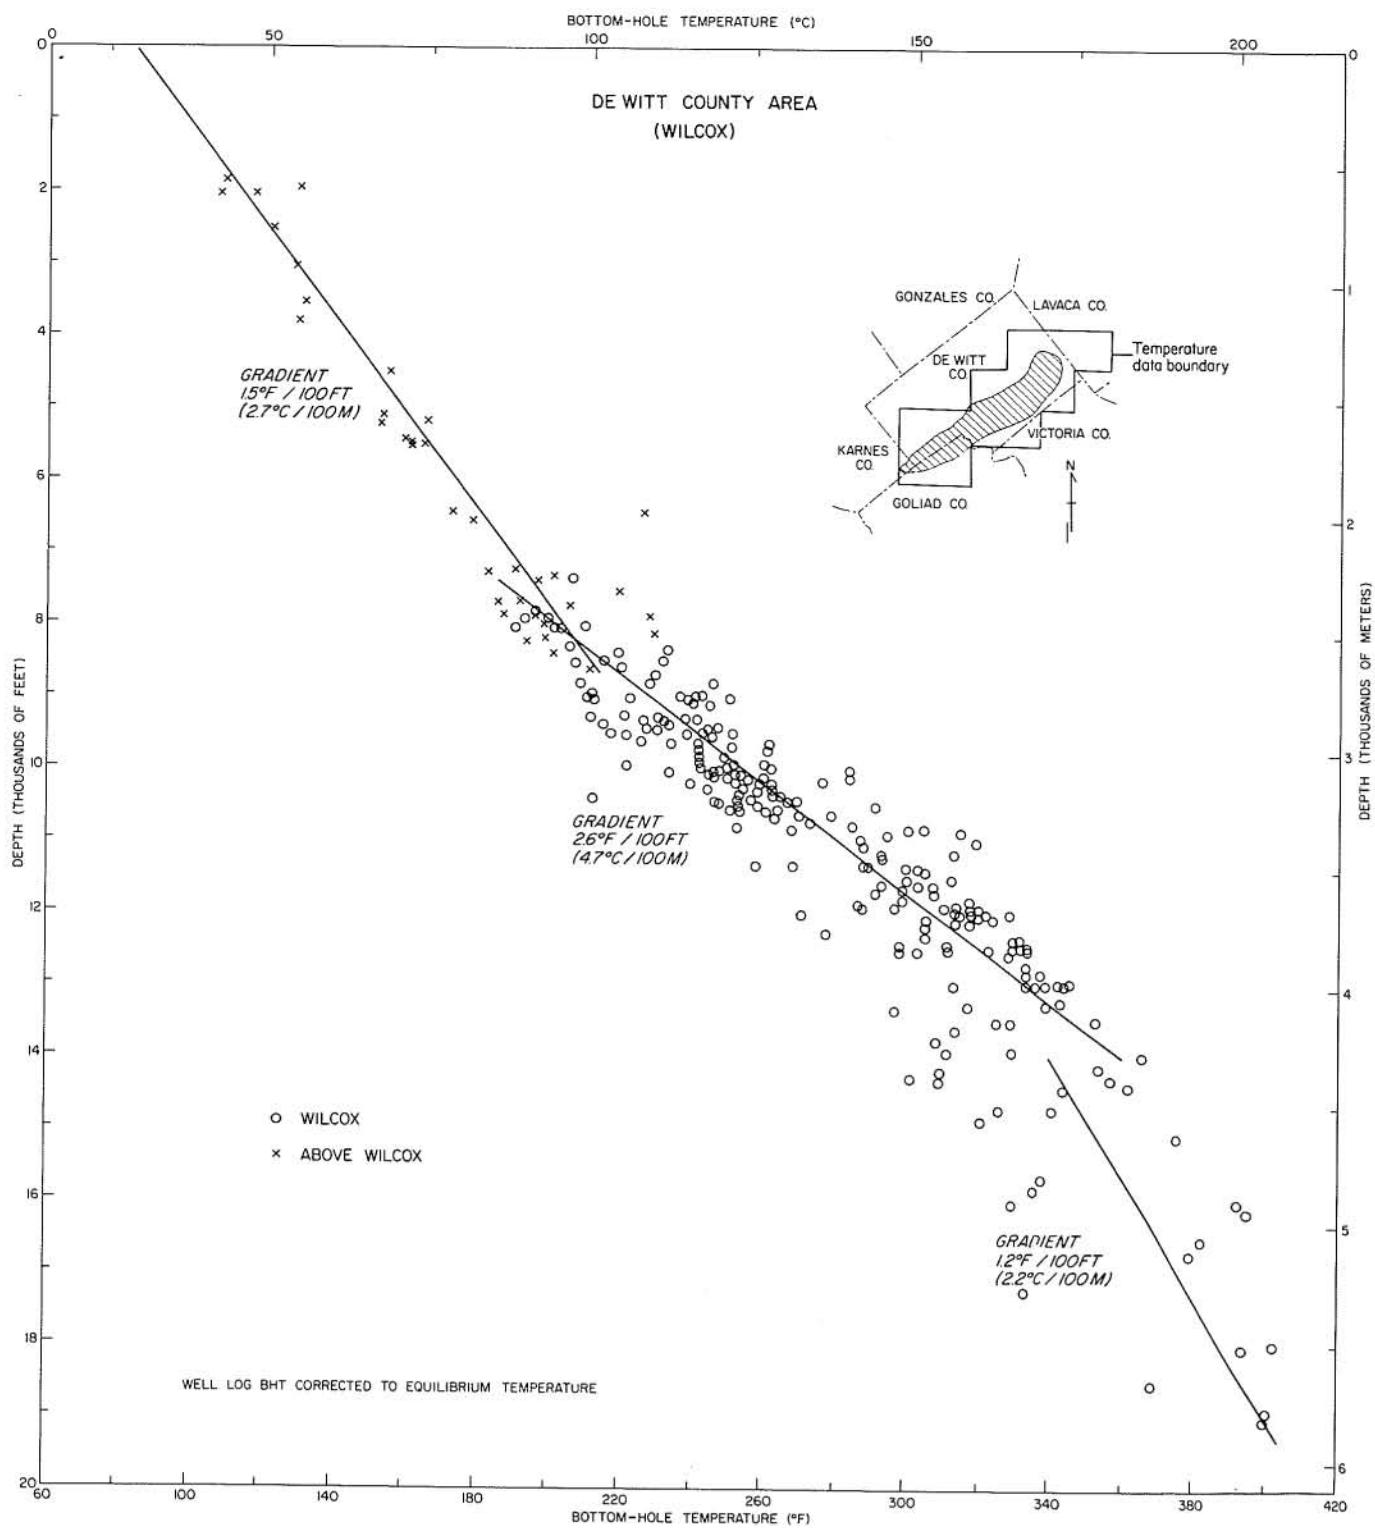 BOTTOM-HOLE TEMPERATURE (°C)
0 50 100 150 200
DE WITT COUNTY AREA
(WILCOX)
0
2
4
6
8
10
12
14
16
18
20
DEPTH (THOUSANDS OF FEET)
0
1
2
3
4
5
6
DEPTH (THOUSANDS OF METERS)
GONZALES CO.
LAVACA CO.
DE WITT
CO.
Temperature
data boundary
KARNES
CO.
VICTORIA CO.
GOLIAD CO.
N
GRADIENT
1.5°F / 100FT
(2.7°C / 100M)
GRADIENT
2.6°F / 100FT
(4.7°C / 100M)
O WILCOX
× ABOVE WILCOX
GRADIENT
1.2°F / 100FT
(2.2°C / 100M)
WELL LOG BHT CORRECTED TO EQUILIBRIUM TEMPERATURE
60 100 140 180 220 260 300 340 380 420
BOTTOM-HOLE TEMPERATURE (°F)